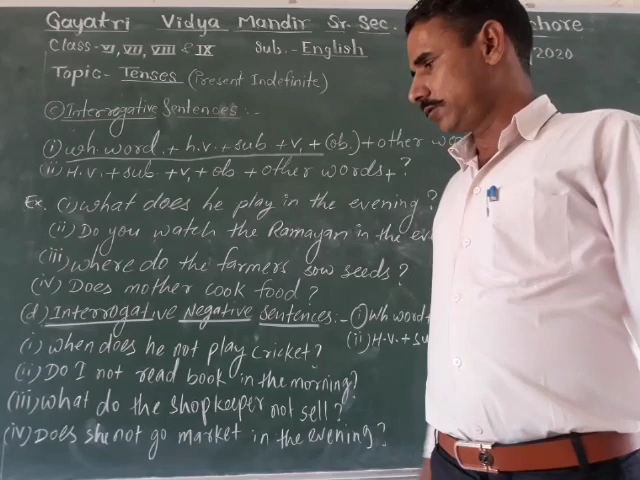 Gayatri Vidya Mandir Sr. Sec.
Class-VI, VII, VIII & IX Sub.- English /2020
Topic- Tenses (Present Indefinite)
(c) Interrogative Sentences:-
(i) wh. word. + h.v. + sub + v₁ + (ob.) + other
(ii) H.V. + sub. + v₁ + ob + other words + ?
Ex. (i) what does he play in the evening?
(ii) Do you watch the Ramayan in the
(iii) where do the farmers sow seeds?
(iv) Does mother cook food?
(d) Interrogative Negative Sentences.- (i) Wh word+
(i) when does he not play cricket? (ii) H.V. +
(ii) Do I not read book in the morning?
(iii) what do the shopkeeper not sell?
(iv) Does she not go market in the evening?